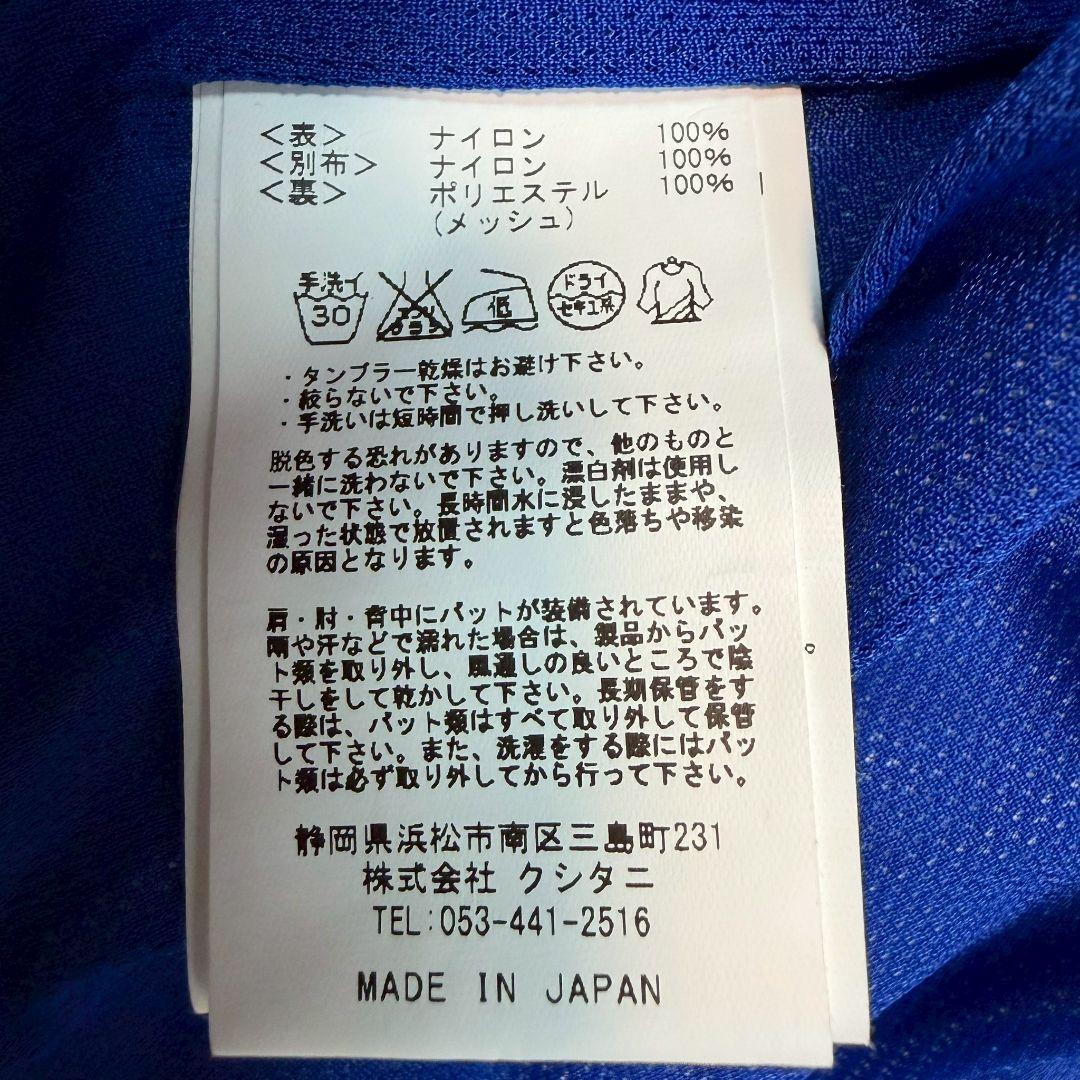 <表> ナイロン 100%
<別布> ナイロン 100%
<裏> ポリエステル 100%
(メッシュ)
手洗イ 30 エンソ サラシ 低 ドライ セキユ系
・タンブラー乾燥はお避け下さい。
・絞らないで下さい。
・手洗いは短時間で押し洗いして下さい。
脱色する恐れがありますので、他のものと
一緒に洗わないで下さい。漂白剤は使用し
ないで下さい。長時間水に浸したままや、
湿った状態で放置されますと色落ちや移染
の原因となります。
肩・肘・背中にパットが装備されています。
雨や汗などで濡れた場合は、製品からパッ
ト類を取り外し、風通しの良いところで陰
干しをして乾かして下さい。長期保管をす
る際は、パット類はすべて取り外して保管
して下さい。また、洗濯をする際にはパッ
ト類は必ず取り外してから行って下さい。
静岡県浜松市南区三島町231
株式会社 クシタニ
TEL:053-441-2516
MADE IN JAPAN